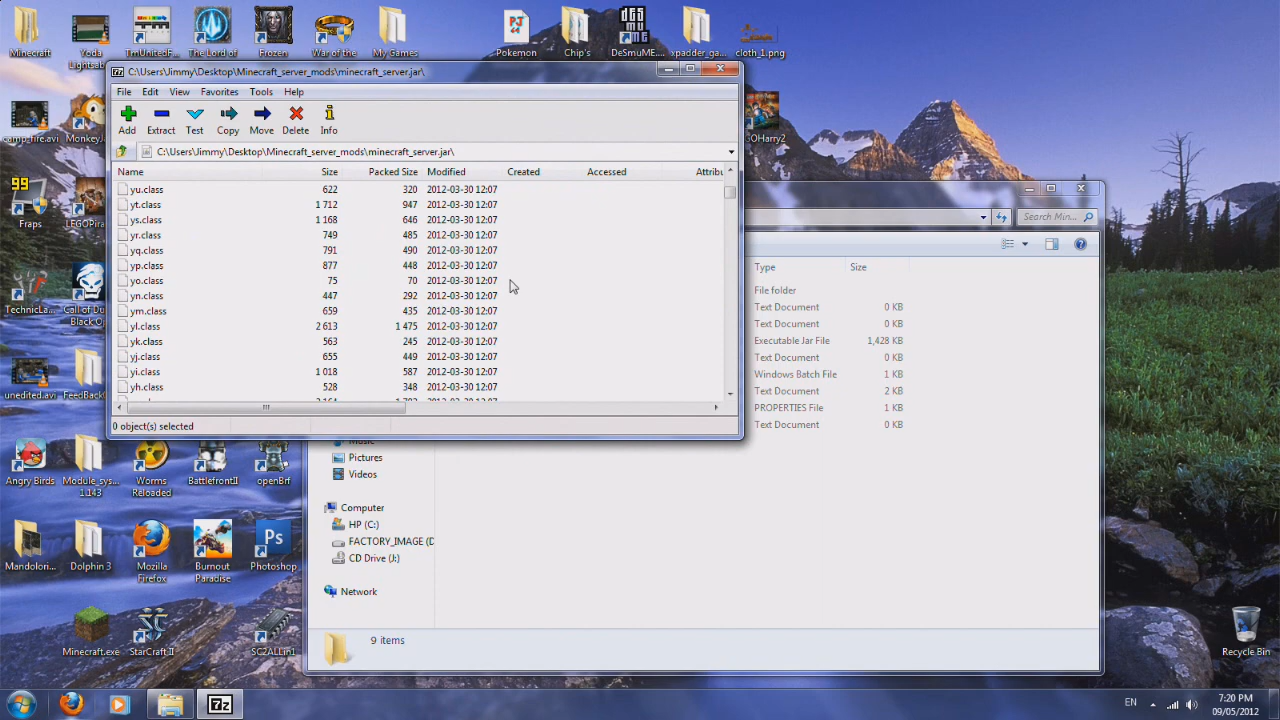 Minecraft
Yoda
Lightsab...
TmUnitedF...
The Lord of
Frozen
War of the
My Games
Pokemon
Chip's
DeSmuME...
xpadder_ga...
cloth_1.png
camp_fire.avi
MonkeyJa
OHarry2
99
Fraps
LEGOPira
TechnicLa...
Call of Du
Black Op
unedited.avi
FeedBack
Angry Birds
Module_sys...
1.143
Worms
Reloaded
BattlefrontII
openBrf
Mandolori...
Dolphin 3
Mozilla
Firefox
Burnout
Paradise
Photoshop
Minecraft.exe
StarCraft II
SC2ALLin1
Recycle Bin
C:\Users\Jimmy\Desktop\Minecraft_server_mods\minecraft_server.jar\
File Edit View Favorites Tools Help
Add Extract Test Copy Move Delete Info
C:\Users\Jimmy\Desktop\Minecraft_server_mods\minecraft_server.jar\
Name Size Packed Size Modified Created Accessed Attribu
yu.class 622 320 2012-03-30 12:07
yt.class 1 712 947 2012-03-30 12:07
ys.class 1 168 646 2012-03-30 12:07
yr.class 749 485 2012-03-30 12:07
yq.class 791 490 2012-03-30 12:07
yp.class 877 448 2012-03-30 12:07
yo.class 75 70 2012-03-30 12:07
yn.class 447 292 2012-03-30 12:07
ym.class 659 435 2012-03-30 12:07
yl.class 2 613 1 475 2012-03-30 12:07
yk.class 563 245 2012-03-30 12:07
yj.class 655 449 2012-03-30 12:07
yi.class 1 018 587 2012-03-30 12:07
yh.class 528 348 2012-03-30 12:07
0 object(s) selected
Search Min...
Type Size
File folder
Text Document 0 KB
Text Document 0 KB
Executable Jar File 1,428 KB
Text Document 0 KB
Windows Batch File 1 KB
Text Document 2 KB
PROPERTIES File 1 KB
Text Document 0 KB
Music
Pictures
Videos
Computer
HP (C:)
FACTORY_IMAGE (D
CD Drive (J:)
Network
9 items
EN
7:20 PM
09/05/2012